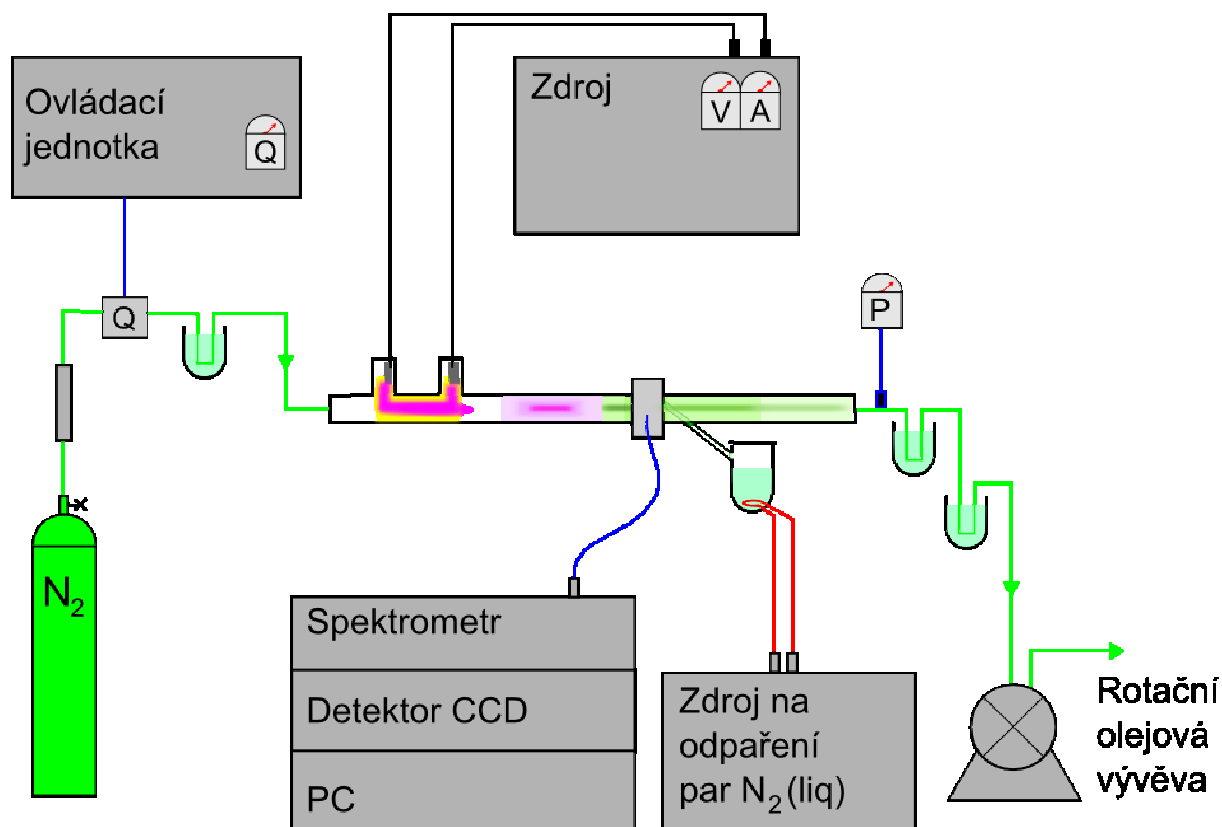 Ovládací
jednotka
Q
Zdroj
V A
Q
P
N2
Spektrometr
Detektor CCD
PC
Zdroj na
odpaření
par N2(liq)
Rotační
olejová
vývěva